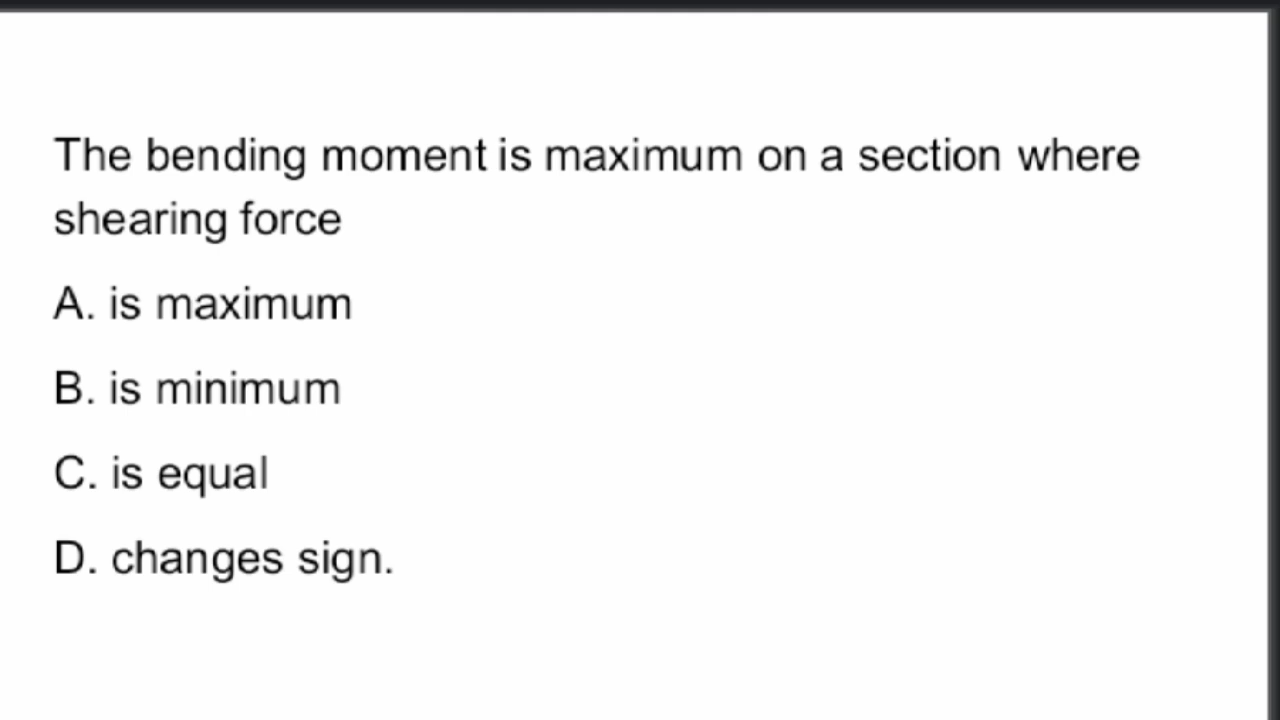 The bending moment is maximum on a section where
shearing force
A. is maximum
B. is minimum
C. is equal
D. changes sign.